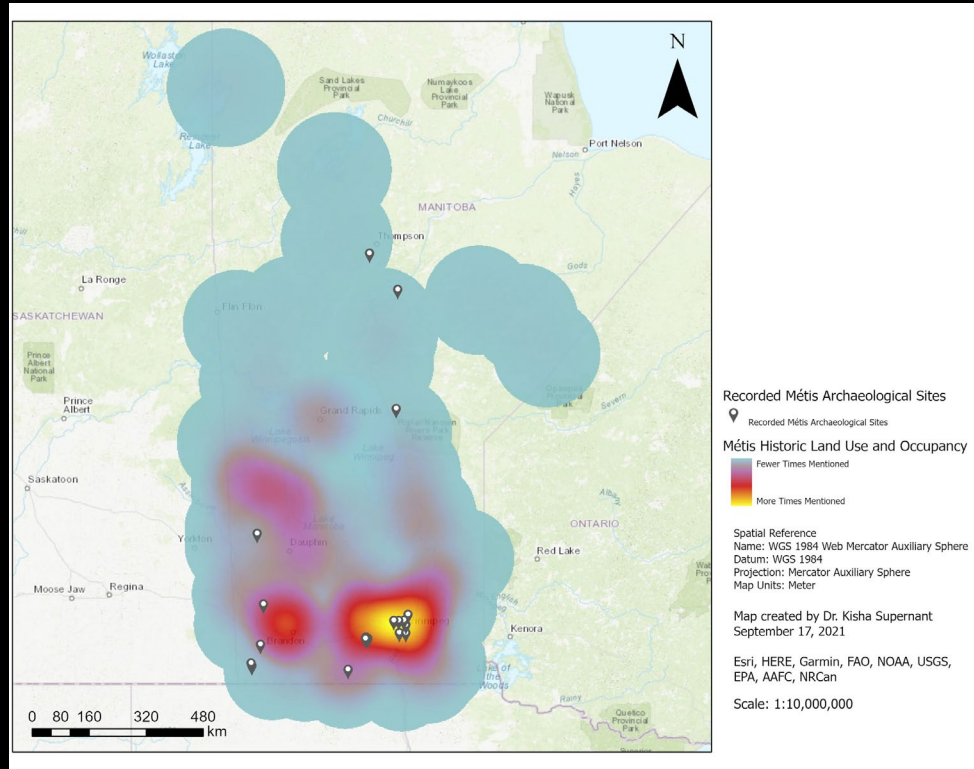 N
Wollaston
Lake
Sand Lakes
Provincial
Park
Numaykoos
Lake
Provincial
Park
Wapusk
National
Park
Churchill
Reindeer
Lake
Port Nelson
Nelson
Hayes
MANITOBA
Thompson
Gods
La Ronge
Flin Flon
SASKATCHEWAN
Prince
Albert
National
Park
Prince
Albert
Grand Rapids
Provincial
Park
Severn
Lake
Winnipegosis
Lake
Winnipeg
Saskatoon
Albany
Lake
Manitoba
ONTARIO
Yorkton
Dauphin
Red Lake
Moose Jaw
Regina
English
Winnipeg
Kenora
Brandon
Lake of
the
Woods
Rainy
Quetico
Provincial
Park
0 80 160 320 480
km
Recorded Métis Archaeological Sites
Recorded Métis Archaeological Sites
Métis Historic Land Use and Occupancy
Fewer Times Mentioned
More Times Mentioned
Spatial Reference
Name: WGS 1984 Web Mercator Auxiliary Sphere
Datum: WGS 1984
Projection: Mercator Auxiliary Sphere
Map Units: Meter
Map created by Dr. Kisha Supernant
September 17, 2021
Esri, HERE, Garmin, FAO, NOAA, USGS,
EPA, AAFC, NRCan
Scale: 1:10,000,000